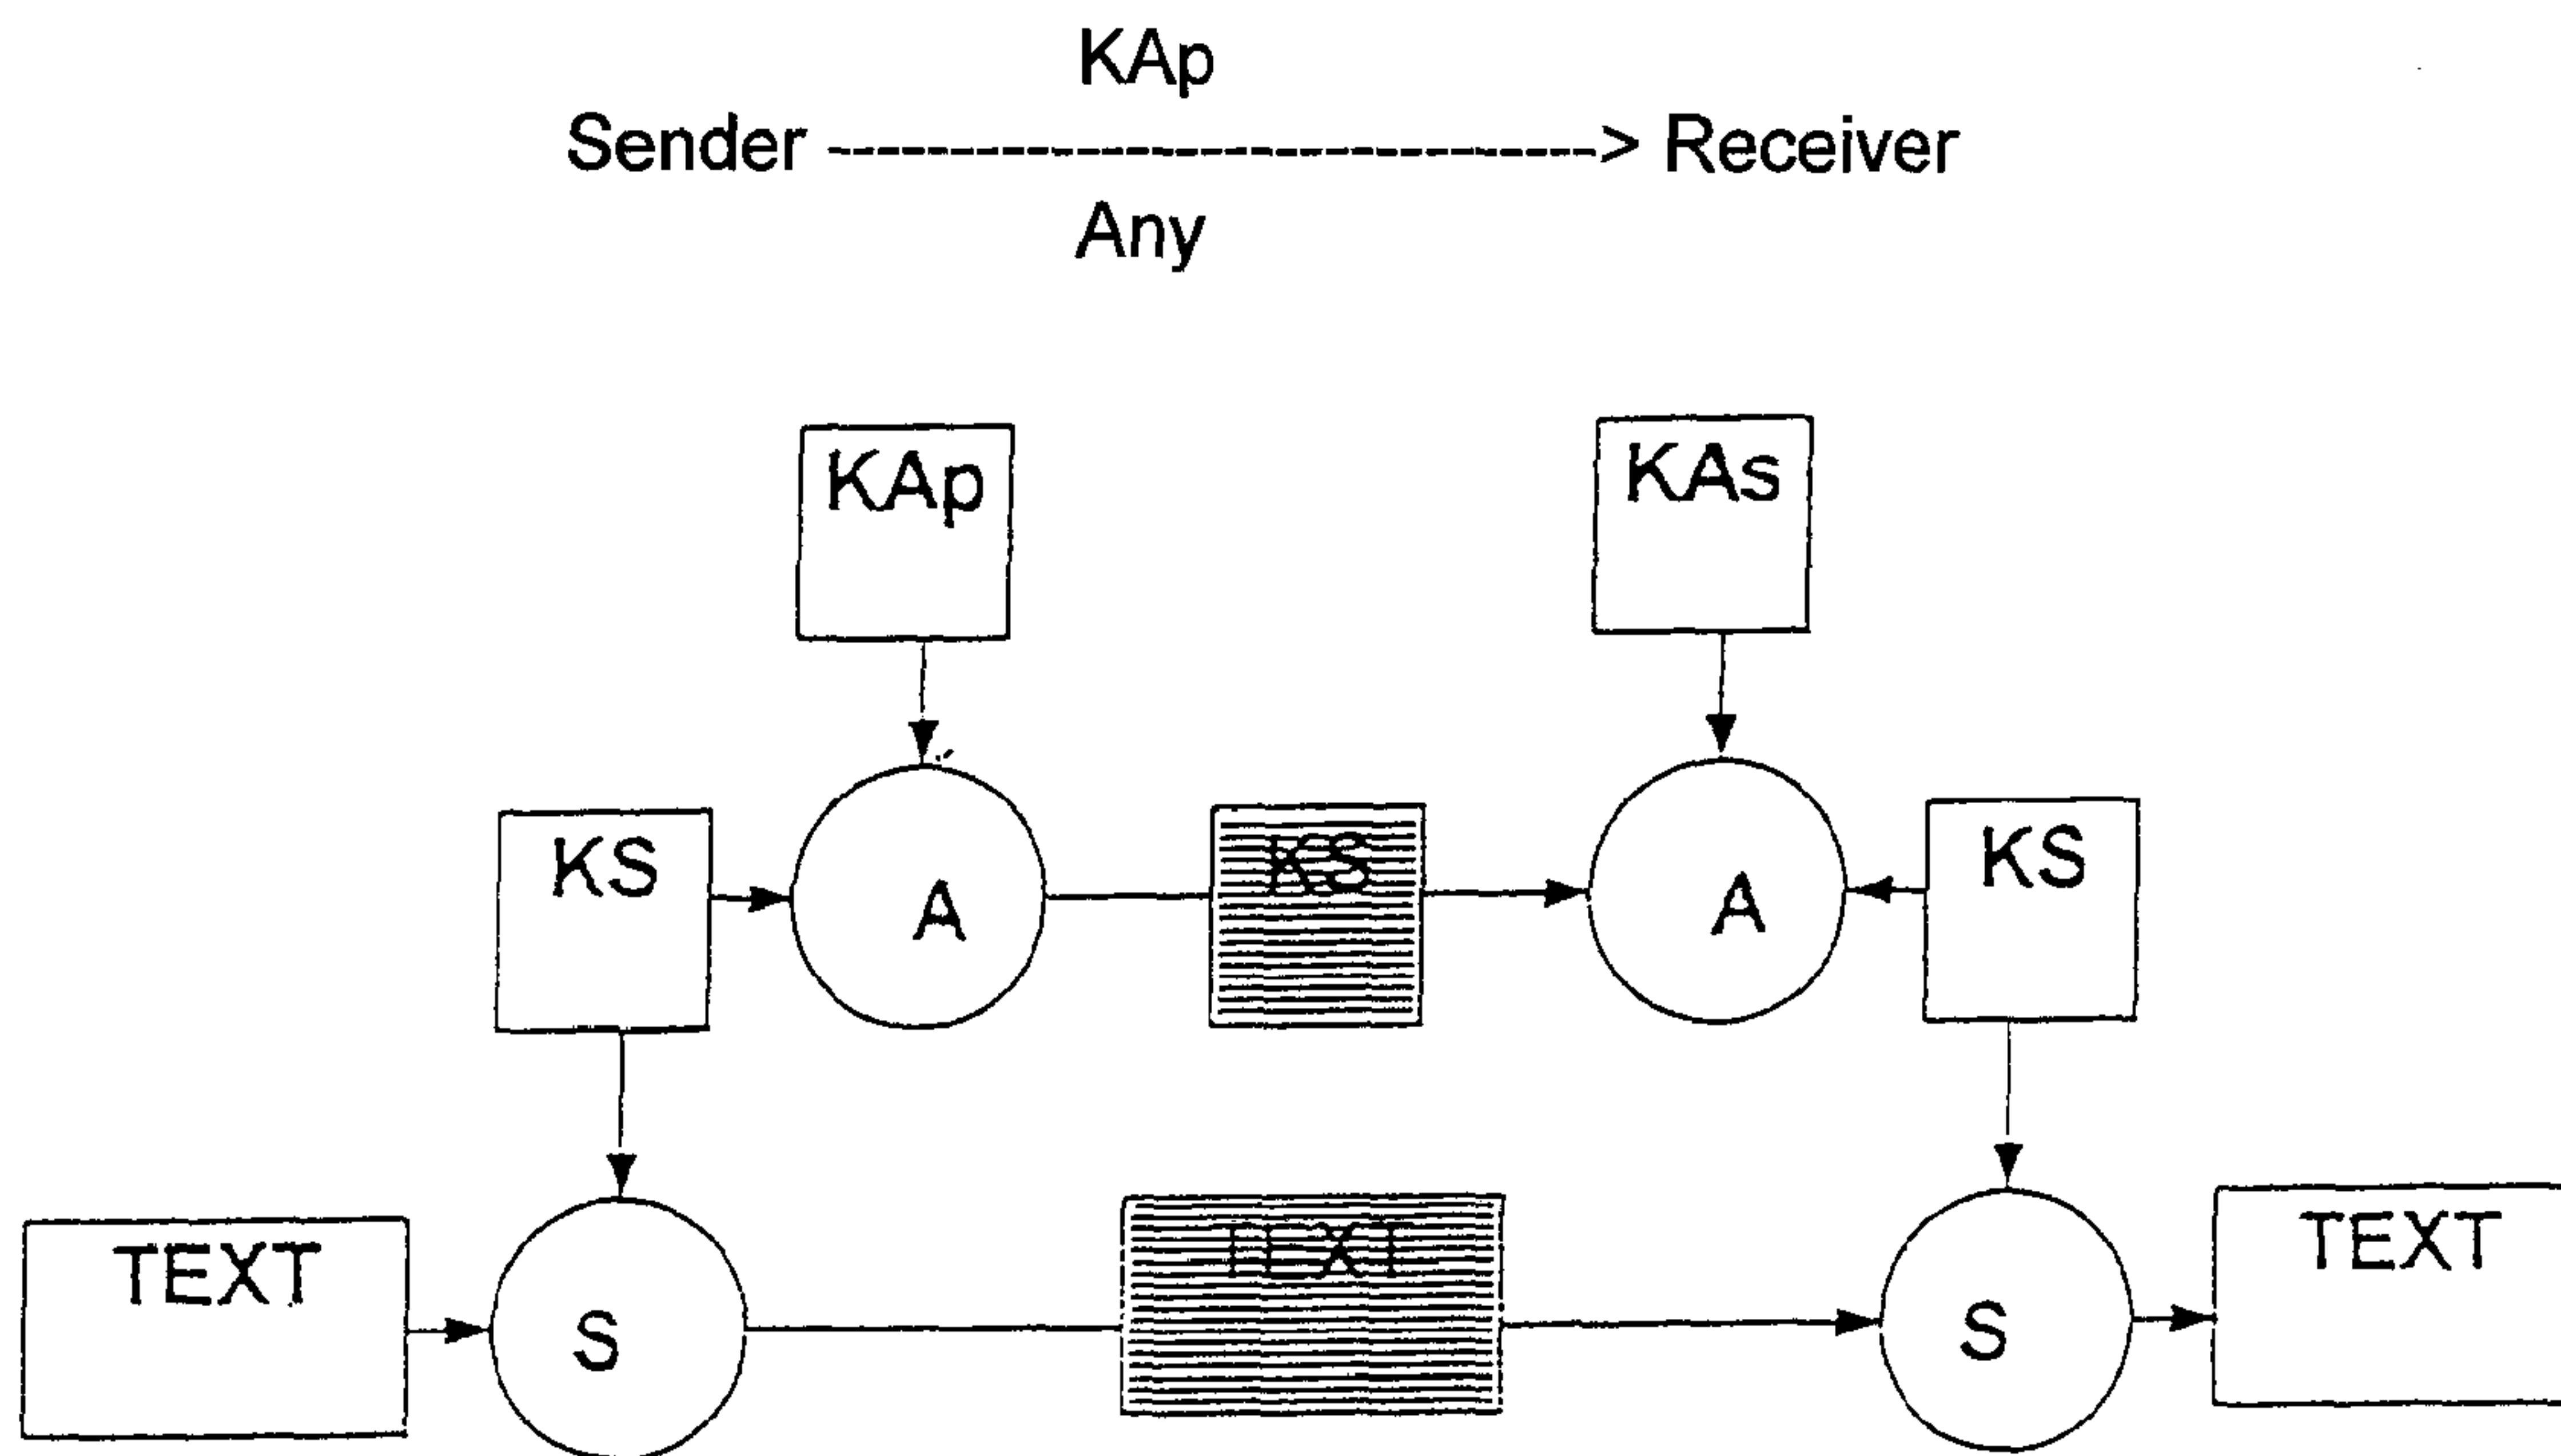 KAp
Sender ----------------------------> Receiver
Any
KAp
KAs
KS
A
KS
A
KS
TEXT
S
TEXT
S
TEXT